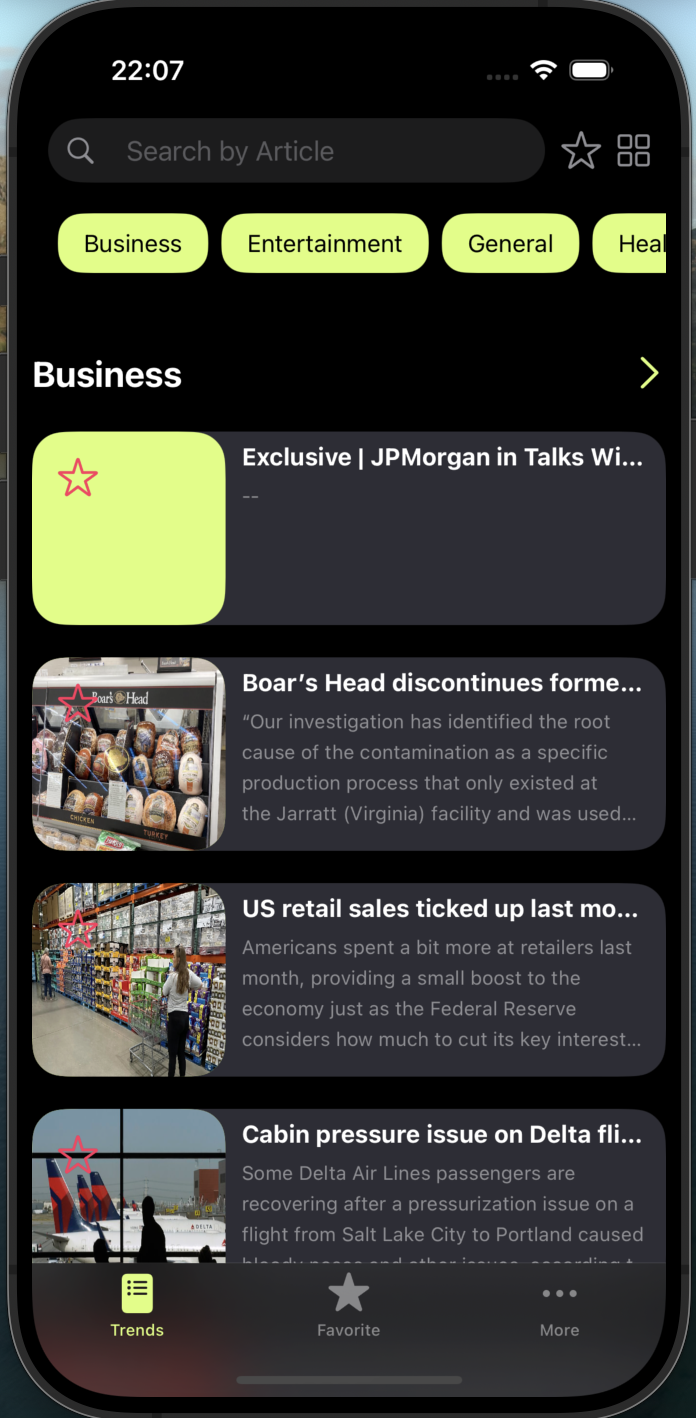 22:07
Search by Article
Business
Entertainment
General
Heal
Business
Exclusive | JPMorgan in Talks Wi...
--
Boar's Head
CHICKEN
TURKEY
Boar’s Head discontinues forme...
“Our investigation has identified the root
cause of the contamination as a specific
production process that only existed at
the Jarratt (Virginia) facility and was used...
US retail sales ticked up last mo...
Americans spent a bit more at retailers last
month, providing a small boost to the
economy just as the Federal Reserve
considers how much to cut its key interest...
DELTA
Cabin pressure issue on Delta fli...
Some Delta Air Lines passengers are
recovering after a pressurization issue on a
flight from Salt Lake City to Portland caused
Trends
Favorite
More